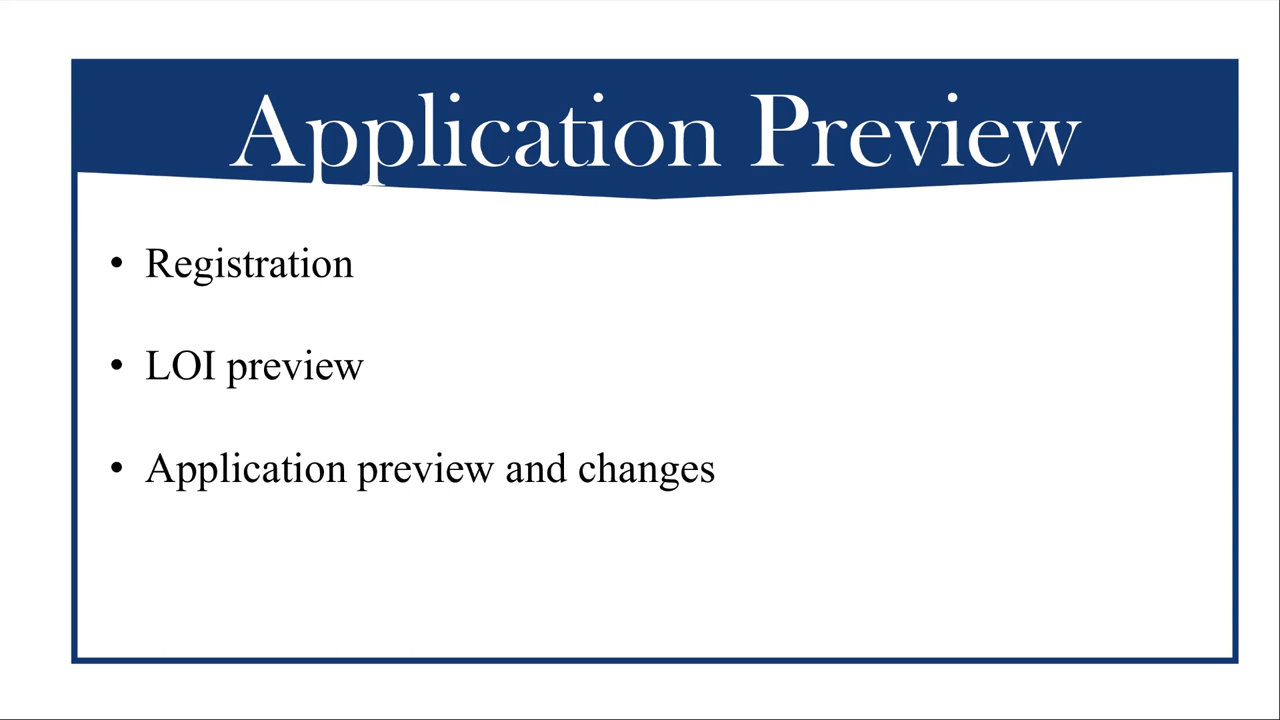 Application Preview
• Registration
• LOI preview
• Application preview and changes